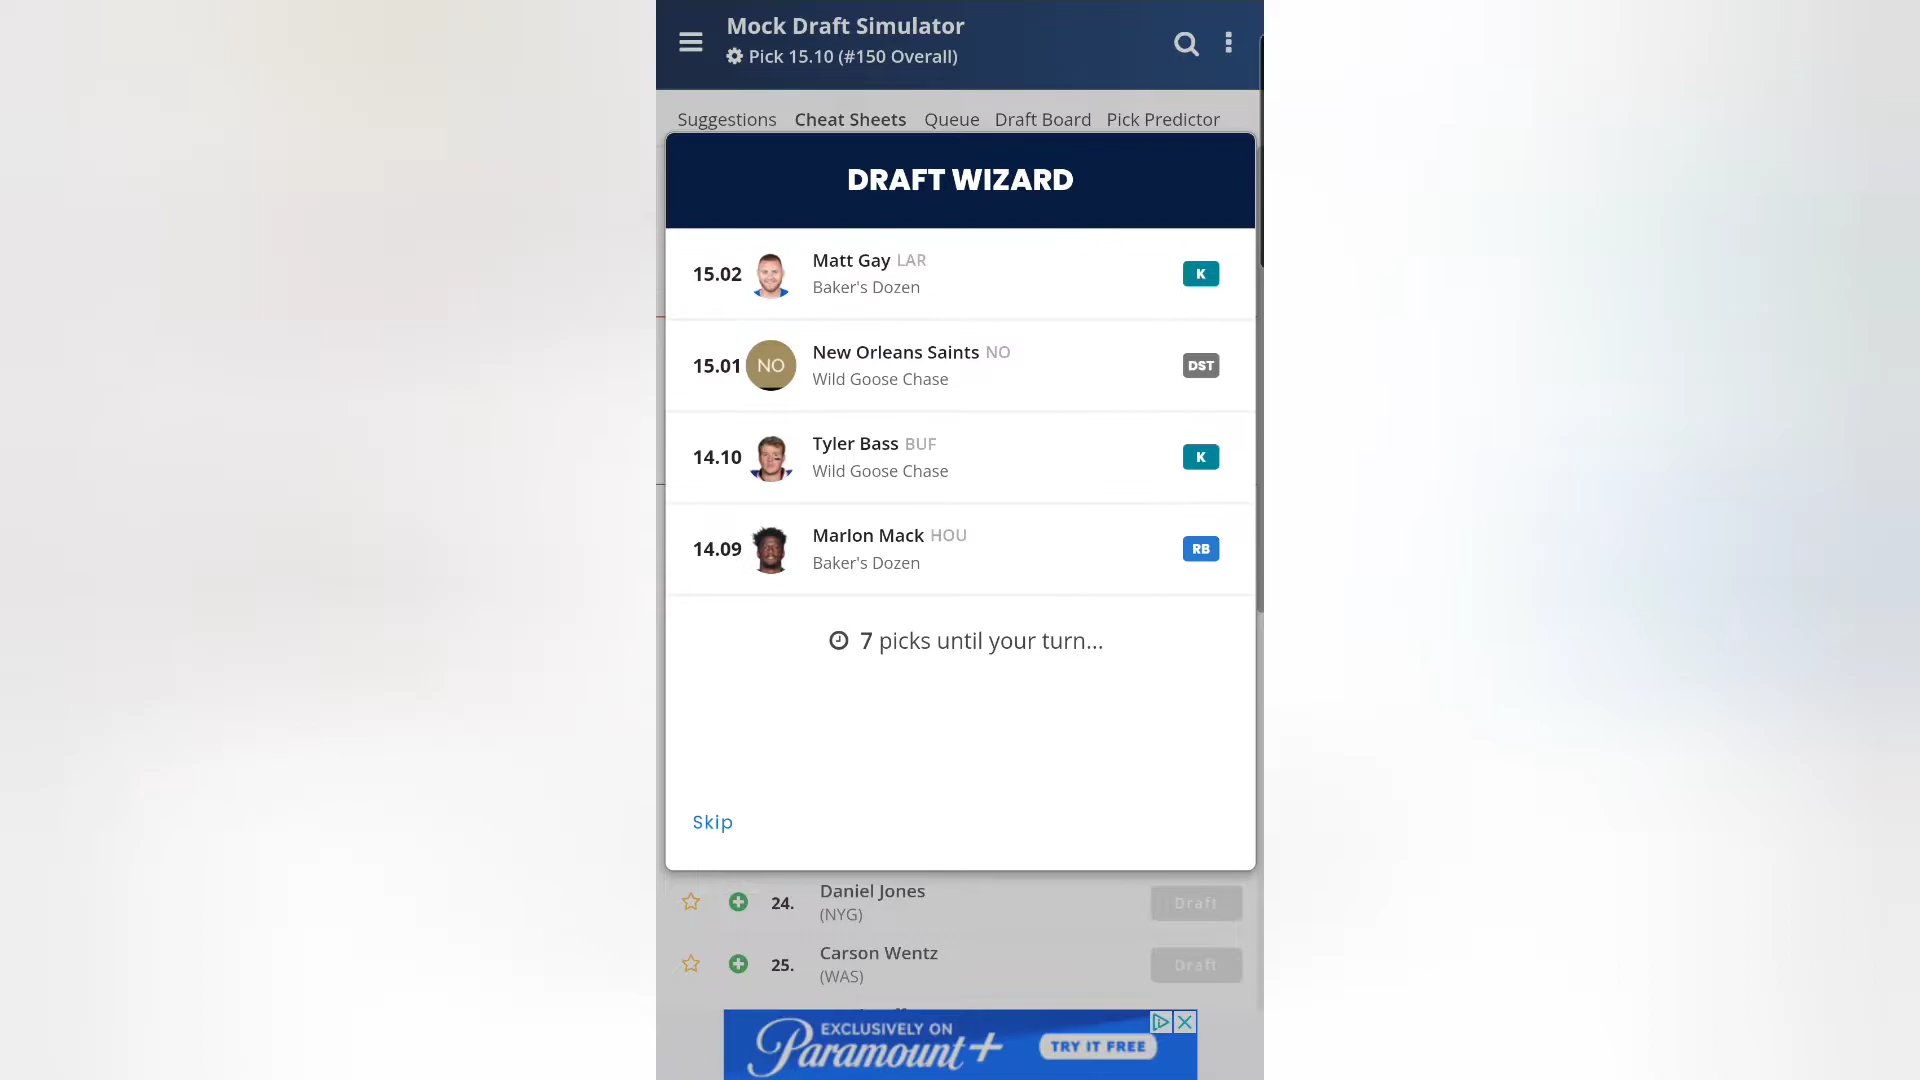 Mock Draft Simulator
Pick 15.10 (#150 Overall)
Suggestions Cheat Sheets Queue Draft Board Pick Predictor
DRAFT WIZARD
15.02 Matt Gay LAR K
Baker's Dozen
15.01 NO New Orleans Saints NO DST
Wild Goose Chase
14.10 Tyler Bass BUF K
Wild Goose Chase
14.09 Marlon Mack HOU RB
Baker's Dozen
7 picks until your turn...
Skip
24. Daniel Jones Draft
(NYG)
25. Carson Wentz Draft
(WAS)
EXCLUSIVELY ON
Paramount+ TRY IT FREE